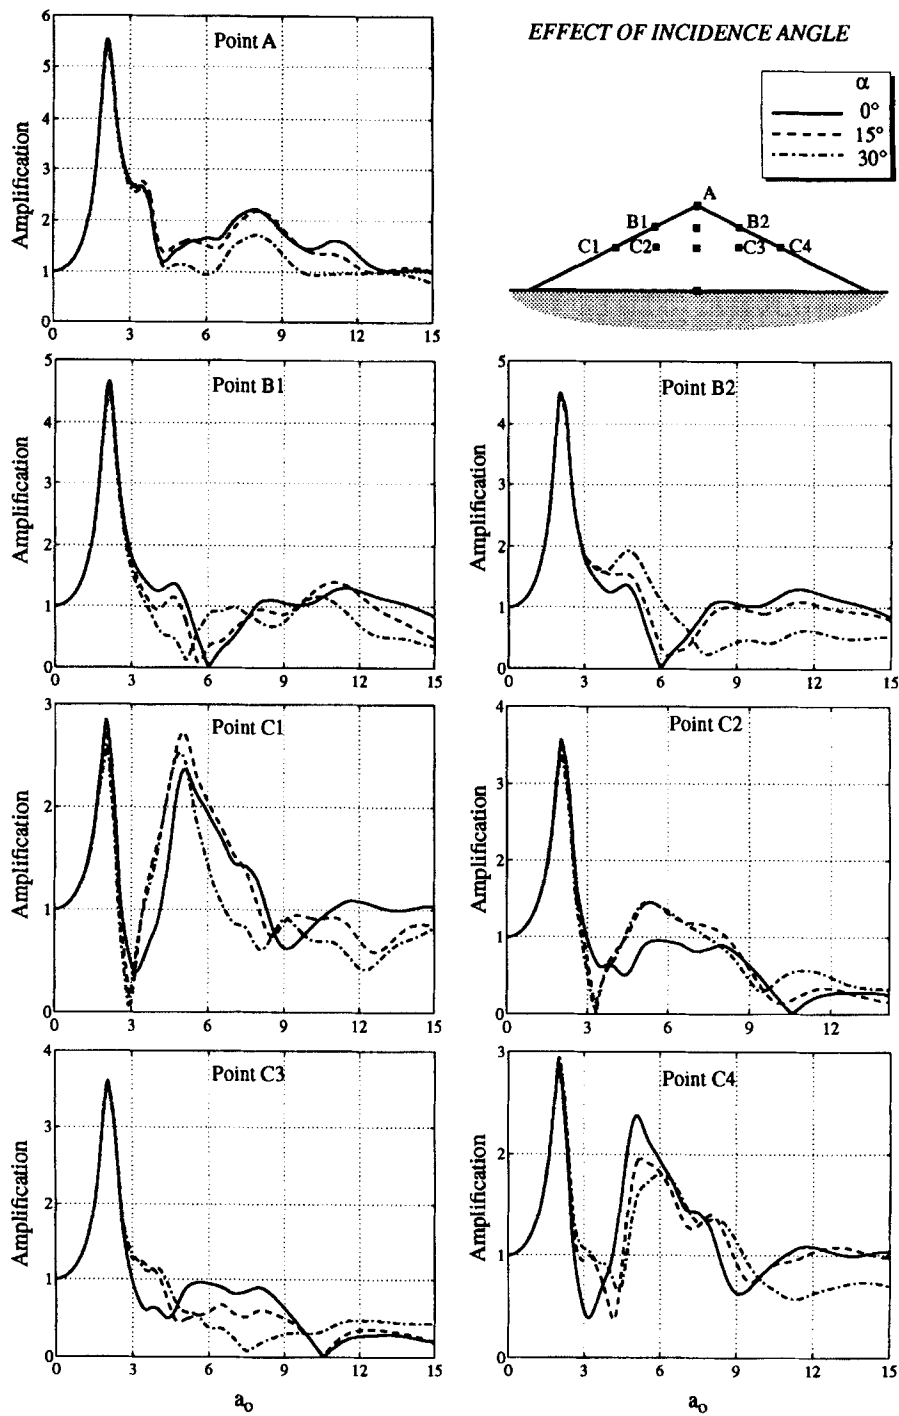 EFFECT OF INCIDENCE ANGLE
α
0°
15°
30°
A
B1 B2
C1 C2 C3 C4
Point A
Amplification
6
5
4
3
2
1
0
0 3 6 9 12 15
Point B1
Amplification
5
4
3
2
1
0
0 3 6 9 12 15
Point B2
Amplification
5
4
3
2
1
0
0 3 6 9 12 15
Point C1
Amplification
3
2
1
0
0 3 6 9 12 15
Point C2
Amplification
4
3
2
1
0
0 3 6 9 12
Point C3
Amplification
4
3
2
1
0
0 3 6 9 12 15
a₀
Point C4
Amplification
3
2
1
0
0 3 6 9 12 15
a₀